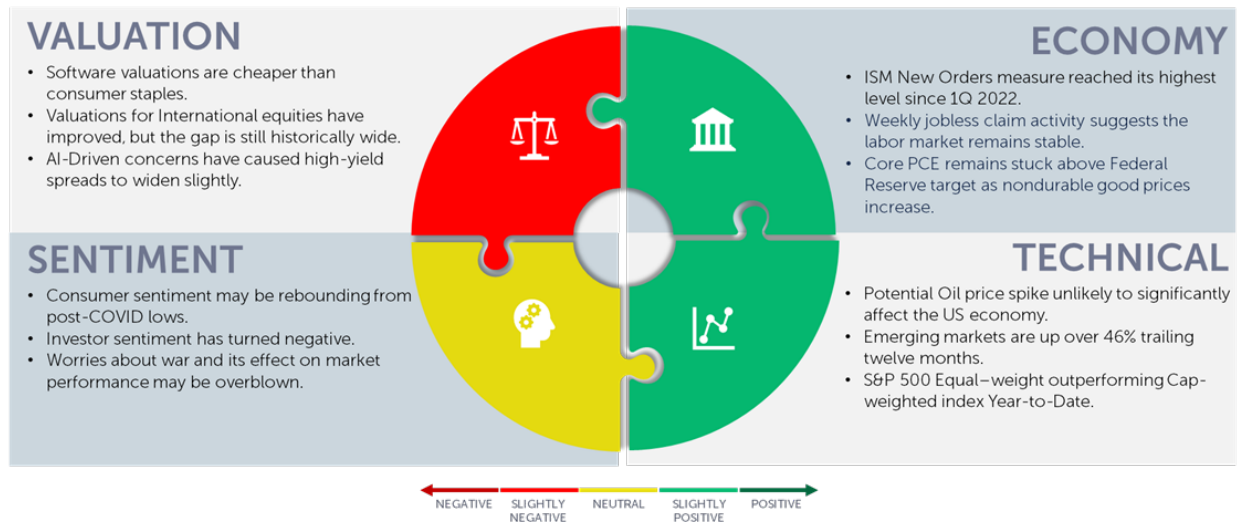 VALUATION
• Software valuations are cheaper than
consumer staples.
• Valuations for International equities have
improved, but the gap is still historically wide.
• AI-Driven concerns have caused high-yield
spreads to widen slightly.
ECONOMY
• ISM New Orders measure reached its highest
level since 1Q 2022.
• Weekly jobless claim activity suggests the
labor market remains stable.
• Core PCE remains stuck above Federal
Reserve target as nondurable good prices
increase.
SENTIMENT
• Consumer sentiment may be rebounding from
post-COVID lows.
• Investor sentiment has turned negative.
• Worries about war and its effect on market
performance may be overblown.
TECHNICAL
• Potential Oil price spike unlikely to significantly
affect the US economy.
• Emerging markets are up over 46% trailing
twelve months.
• S&P 500 Equal–weight outperforming Cap-
weighted index Year-to-Date.
NEGATIVE
SLIGHTLY
NEGATIVE
NEUTRAL
SLIGHTLY
POSITIVE
POSITIVE